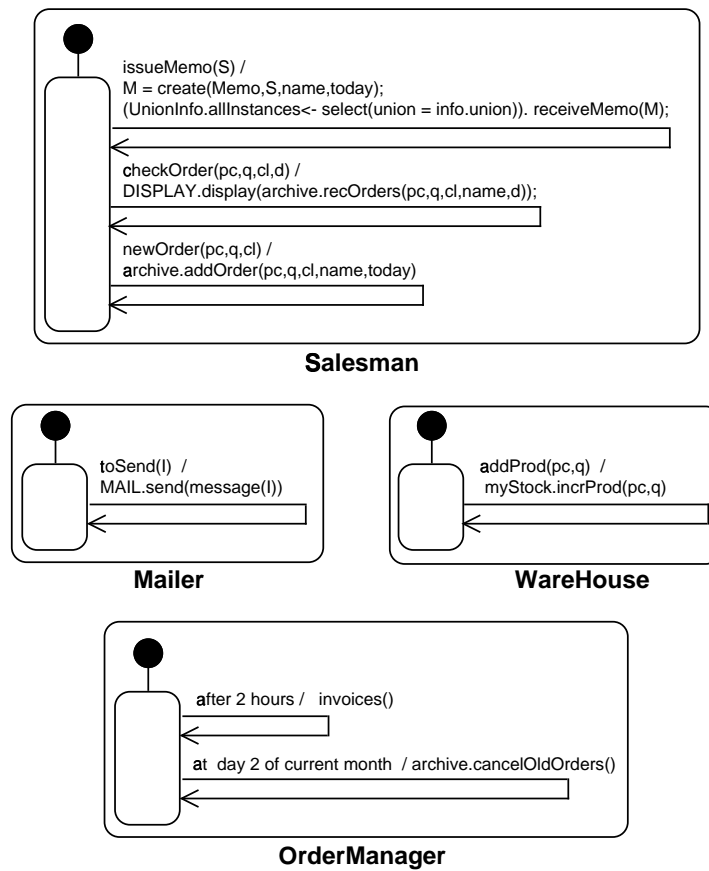 issueMemo(S) /
M = create(Memo,S,name,today);
(UnionInfo.allInstances<- select(union = info.union)). receiveMemo(M);
checkOrder(pc,q,cl,d) /
DISPLAY.display(archive.recOrders(pc,q,cl,name,d));
newOrder(pc,q,cl) /
archive.addOrder(pc,q,cl,name,today)
Salesman
toSend(I) /
MAIL.send(message(I))
Mailer
addProd(pc,q) /
myStock.incrProd(pc,q)
WareHouse
after 2 hours / invoices()
at day 2 of current month / archive.cancelOldOrders()
OrderManager